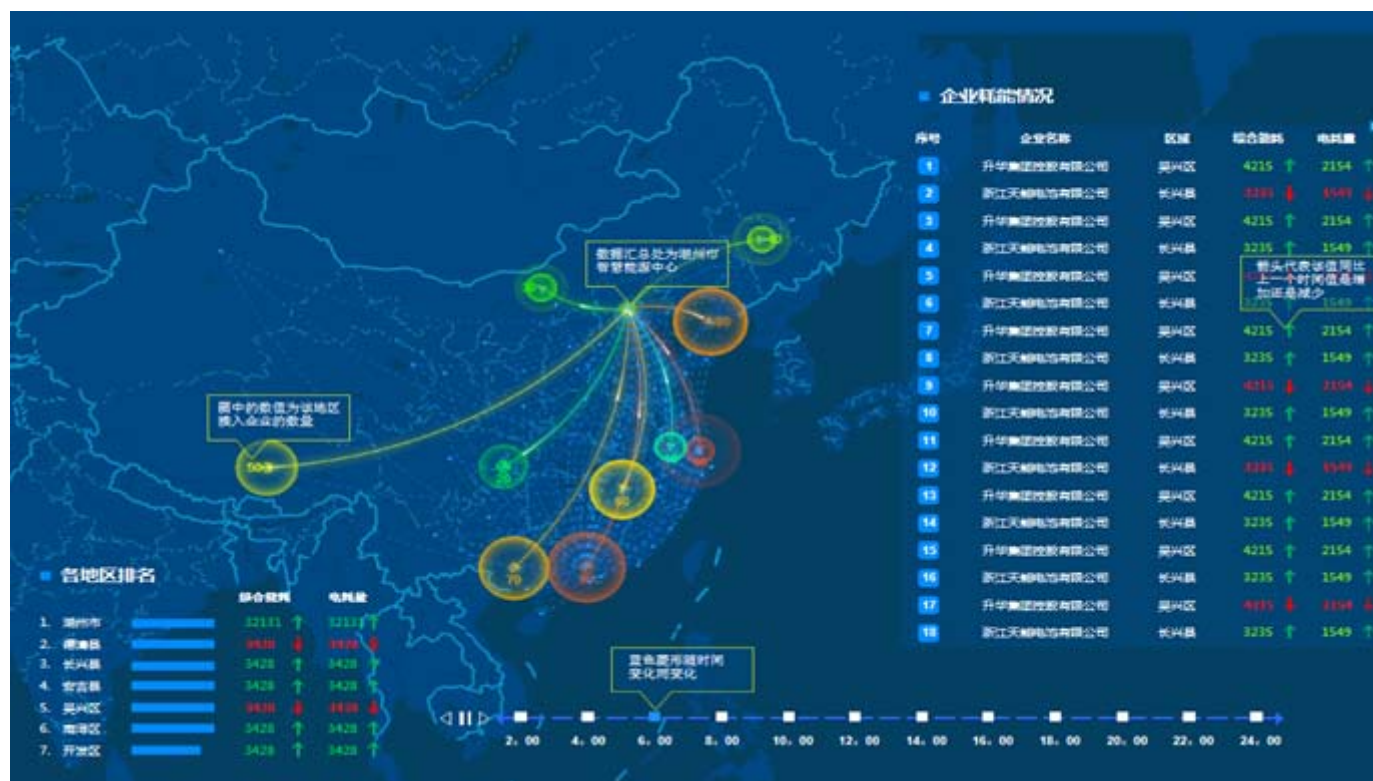 企业耗能情况
序号 企业名称 区域 综合能耗 电耗量
1 升华集团控股有限公司 吴兴区 4215 ↑ 2154 ↑
2 浙江天能电池有限公司 长兴县 3235 ↓ 1549 ↓
3 升华集团控股有限公司 吴兴区 4215 ↑ 2154 ↑
4 浙江天能电池有限公司 长兴县 3235 ↑ 1549 ↑
5 升华集团控股有限公司 吴兴区
6 浙江天能电池有限公司 长兴县
7 升华集团控股有限公司 吴兴区 4215 ↑ 2154 ↑
8 浙江天能电池有限公司 长兴县 3235 ↑ 1549 ↑
9 升华集团控股有限公司 吴兴区 4215 ↓ 2154 ↓
10 浙江天能电池有限公司 长兴县 3235 ↑ 1549 ↑
11 升华集团控股有限公司 吴兴区 4215 ↑ 2154 ↑
12 浙江天能电池有限公司 长兴县 3235 ↓ 1549 ↓
13 升华集团控股有限公司 吴兴区 4215 ↑ 2154 ↑
14 浙江天能电池有限公司 长兴县 3235 ↑ 1549 ↑
15 升华集团控股有限公司 吴兴区 4215 ↑ 2154 ↑
16 浙江天能电池有限公司 长兴县 3235 ↑ 1549 ↑
17 升华集团控股有限公司 吴兴区 4215 ↓ 2154 ↓
18 浙江天能电池有限公司 长兴县 3235 ↑ 1549 ↑
箭头代表该值同比
上一个时间值是增
加还是减少
数据汇总处为湖州市
智慧能源中心
圈中的数值为该地区
接入企业的数量
70
各地区排名
综合能耗 电耗量
1. 湖州市 32131 ↑ 32131 ↑
2. 德清县 3428 ↓ 3428 ↓
3. 长兴县 3428 ↑ 3428 ↑
4. 安吉县 3428 ↑ 3428 ↑
5. 吴兴区 3428 ↓ 3428 ↓
6. 南浔区 3428 ↑ 3428 ↑
7. 开发区 3428 ↑ 3428 ↑
蓝色菱形随时间
变化而变化
2：00 4：00 6：00 8：00 10：00 12：00 14：00 16：00 18：00 20：00 22：00 24：00